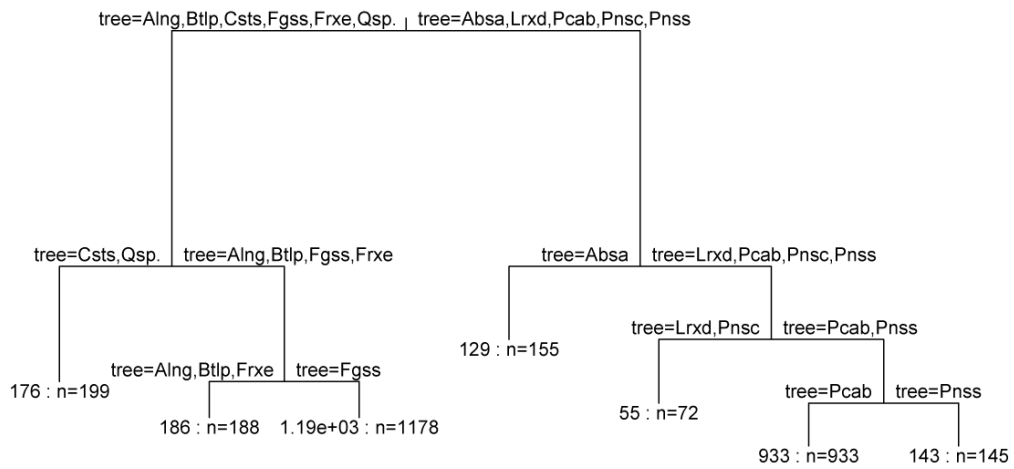 tree=Alng,Btlp,Csts,Fgss,Frxe,Qsp. tree=Absa,Lrxd,Pcab,Pnsc,Pnss
tree=Csts,Qsp. tree=Alng,Btlp,Fgss,Frxe tree=Absa tree=Lrxd,Pcab,Pnsc,Pnss
tree=Lrxd,Pnsc tree=Pcab,Pnss
129 : n=155
tree=Alng,Btlp,Frxe tree=Fgss
176 : n=199 tree=Pcab tree=Pnss
55 : n=72
186 : n=188 1.19e+03 : n=1178
933 : n=933 143 : n=145